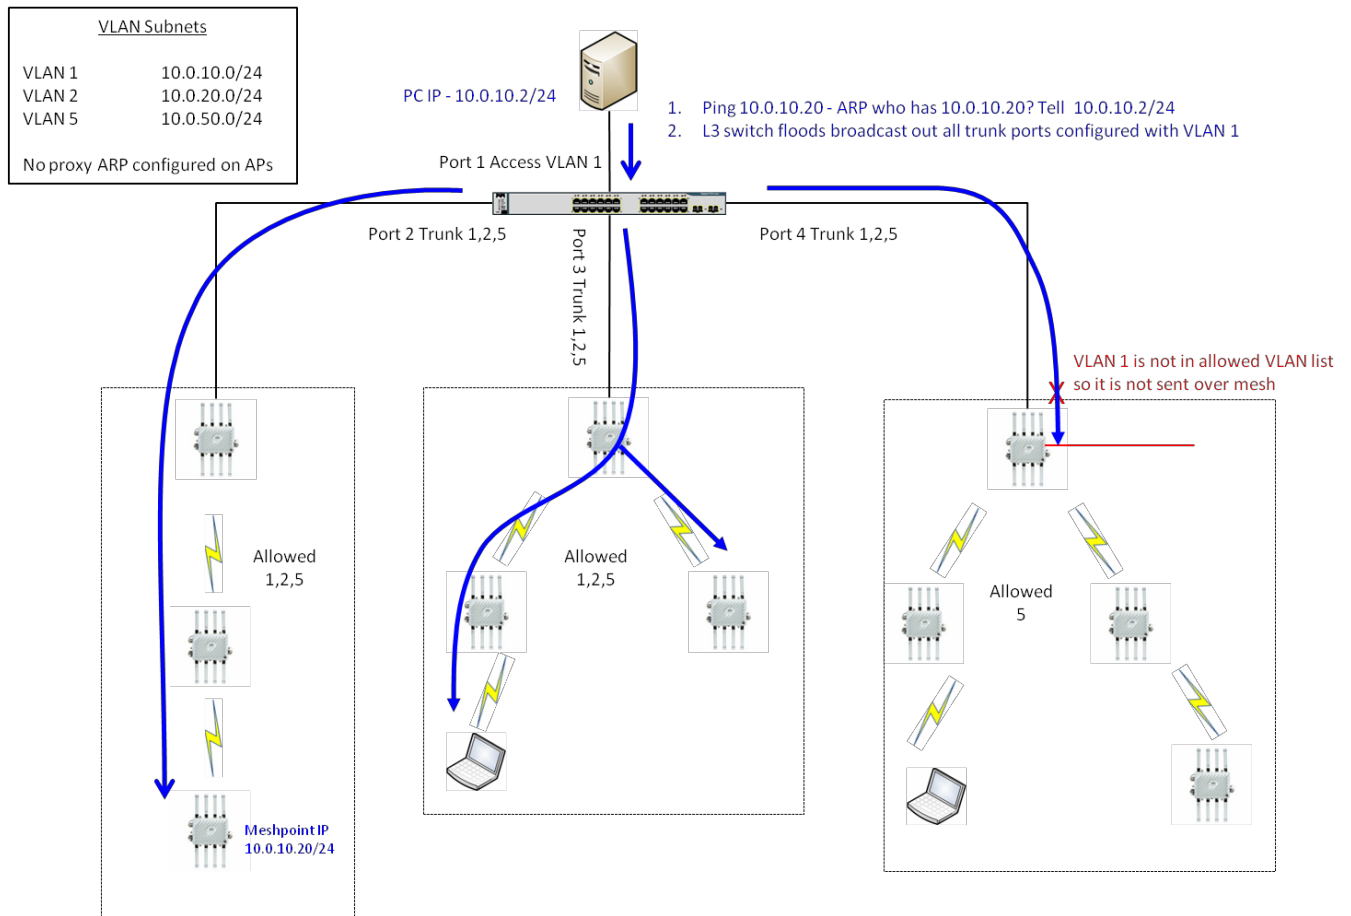 VLAN Subnets
VLAN 1 10.0.10.0/24
VLAN 2 10.0.20.0/24
VLAN 5 10.0.50.0/24
No proxy ARP configured on APs
PC IP - 10.0.10.2/24
1. Ping 10.0.10.20 - ARP who has 10.0.10.20? Tell 10.0.10.2/24
2. L3 switch floods broadcast out all trunk ports configured with VLAN 1
Port 1 Access VLAN 1
Port 2 Trunk 1,2,5
Port 3 Trunk 1,2,5
Port 4 Trunk 1,2,5
VLAN 1 is not in allowed VLAN list
so it is not sent over mesh
X
Allowed
1,2,5
Allowed
1,2,5
Allowed
5
Meshpoint IP
10.0.10.20/24